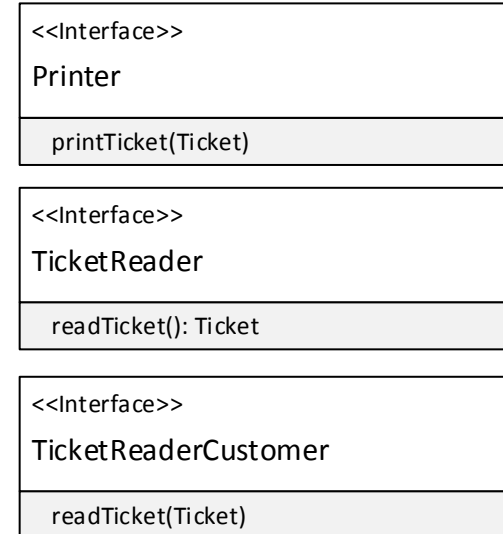 <<Interface>>
Printer
printTicket(Ticket)
<<Interface>>
TicketReader
readTicket(): Ticket
<<Interface>>
TicketReaderCustomer
readTicket(Ticket)